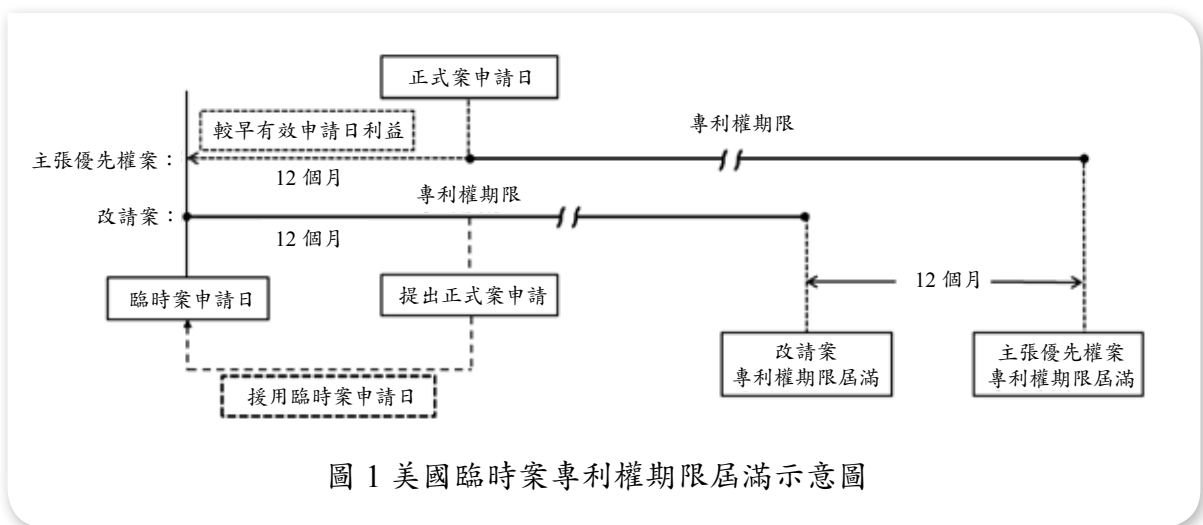 正式案申請日
較早有效申請日利益
專利權期限
主張優先權案：
12 個月
專利權期限
改請案：
12 個月
臨時案申請日
提出正式案申請
12 個月
改請案
專利權期限屆滿
主張優先權案
專利權期限屆滿
援用臨時案申請日
圖 1 美國臨時案專利權期限屆滿示意圖